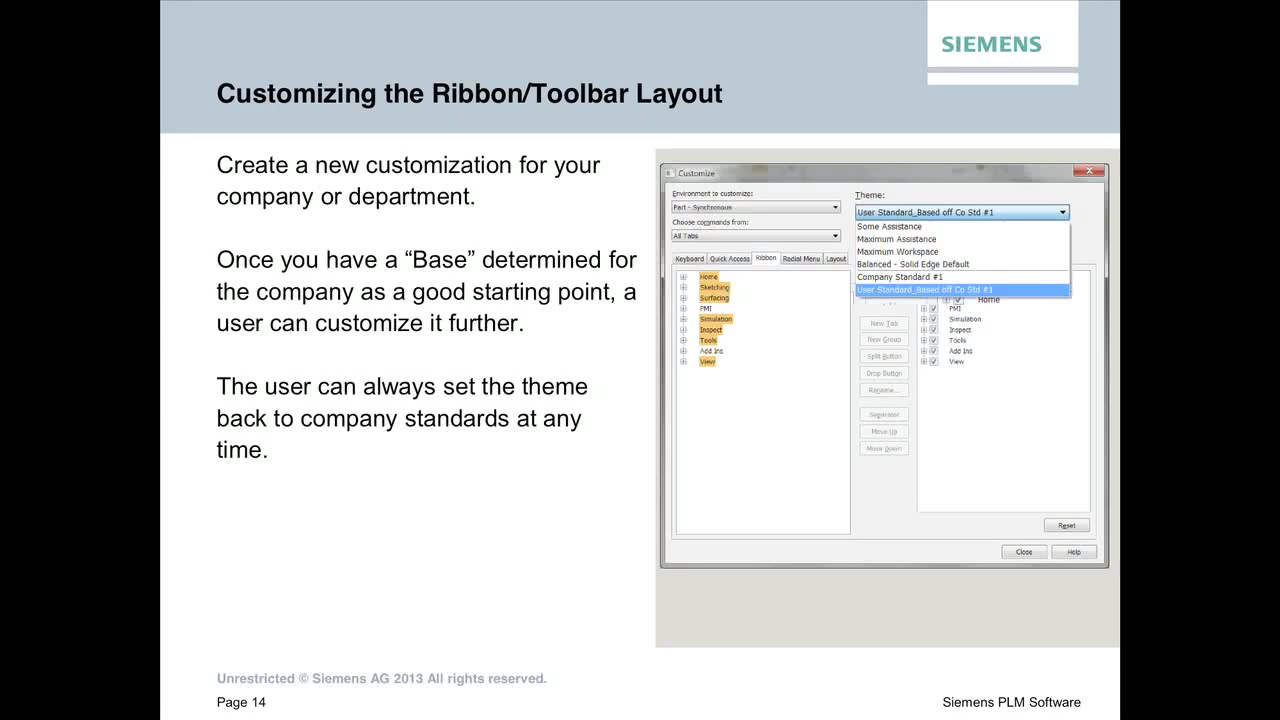 SIEMENS
Customizing the Ribbon/Toolbar Layout
Create a new customization for your
company or department.
Once you have a “Base” determined for
the company as a good starting point, a
user can customize it further.
The user can always set the theme
back to company standards at any
time.
Customize
X
Environment to customize:
Part - Synchronous
Choose commands from:
All Tabs
Theme:
User Standard_Based off Co Std #1
Some Assistance
Maximum Assistance
Maximum Workspace
Balanced - Solid Edge Default
Company Standard #1
User Standard_Based off Co Std #1
Keyboard
Quick Access
Ribbon
Radial Menu
Layout
Home
Sketching
Surfacing
PMI
Simulation
Inspect
Tools
Add Ins
View
New Tab
New Group
Split Button
Drop Button
Rename...
Separator
Move Up
Move Down
Home
PMI
Simulation
Inspect
Tools
Add Ins
View
Reset
Close
Help
Unrestricted © Siemens AG 2013 All rights reserved.
Page 14
Siemens PLM Software